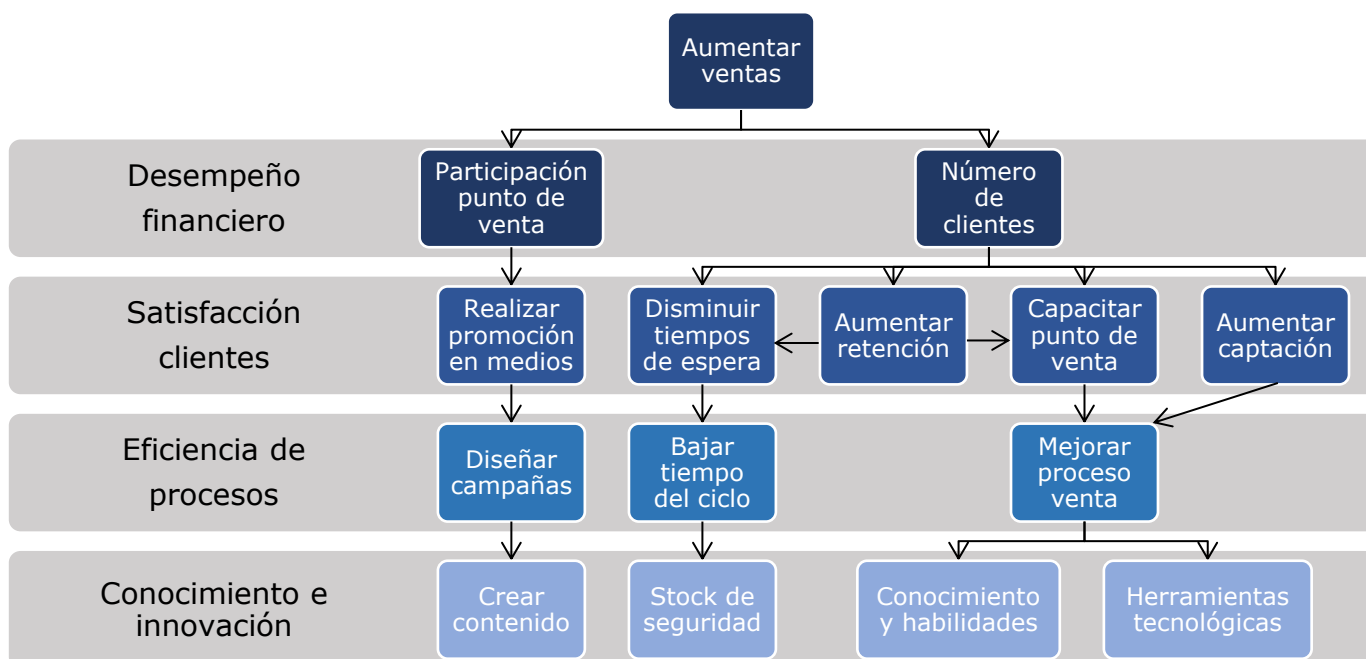 Aumentar
ventas
Desempeño
financiero
Participación
punto de
venta
Número
de
clientes
Satisfacción
clientes
Realizar
promoción
en medios
Disminuir
tiempos
de espera
Aumentar
retención
Capacitar
punto de
venta
Aumentar
captación
Eficiencia de
procesos
Diseñar
campañas
Bajar
tiempo
del ciclo
Mejorar
proceso
venta
Conocimiento e
innovación
Crear
contenido
Stock de
seguridad
Conocimiento
y habilidades
Herramientas
tecnológicas